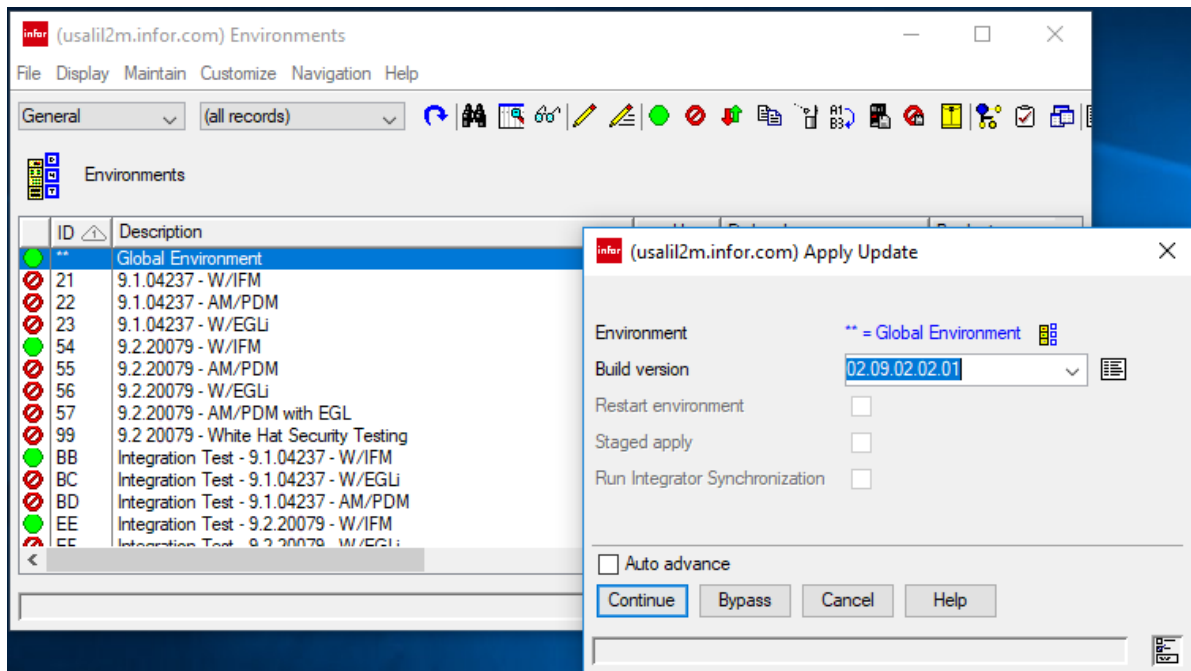 infor (usalil2m.infor.com) Environments
File Display Maintain Customize Navigation Help
General (all records)
Environments
ID Description
** Global Environment
21 9.1.04237 - W/IFM
22 9.1.04237 - AM/PDM
23 9.1.04237 - W/EGLi
54 9.2.20079 - W/IFM
55 9.2.20079 - AM/PDM
56 9.2.20079 - W/EGLi
57 9.2.20079 - AM/PDM with EGL
99 9.2 20079 - White Hat Security Testing
BB Integration Test - 9.1.04237 - W/IFM
BC Integration Test - 9.1.04237 - W/EGLi
BD Integration Test - 9.1.04237 - AM/PDM
EE Integration Test - 9.2.20079 - W/IFM
Integration Test - 9.2.20079 - W/EGLi
infor (usalil2m.infor.com) Apply Update
Environment ** = Global Environment
Build version 02.09.02.02.01
Restart environment
Staged apply
Run Integrator Synchronization
Auto advance
Continue Bypass Cancel Help